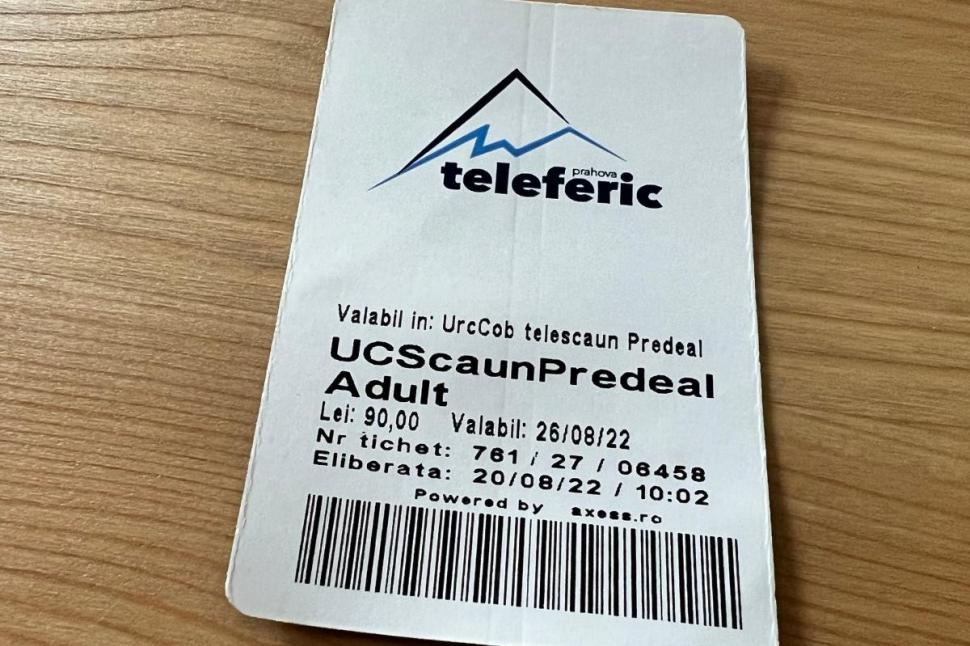 prahova
teleferic
Valabil in: UrcCob telescaun Predeal
UCScaunPredeal
Adult
Lei: 90,00 Valabil: 26/08/22
Nr tichet: 761 / 27 / 06458
Eliberata: 20/08/22 / 10:02
Powered by axess.ro